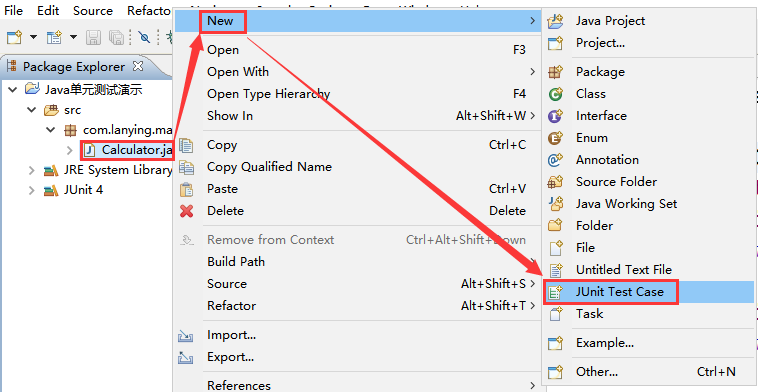 File Edit Source Refactor
Package Explorer
Java单元测试演示
src
com.lanying.ma
Calculator.ja
JRE System Library
JUnit 4
New
Open F3
Open With
Open Type Hierarchy F4
Show In Alt+Shift+W
Copy Ctrl+C
Copy Qualified Name
Paste Ctrl+V
Delete Delete
Remove from Context Ctrl+Alt+Shift+Down
Build Path
Source Alt+Shift+S
Refactor Alt+Shift+T
Import...
Export...
References
Java Project
Project...
Package
Class
Interface
Enum
Annotation
Source Folder
Java Working Set
Folder
File
Untitled Text File
JUnit Test Case
Task
Example...
Other... Ctrl+N